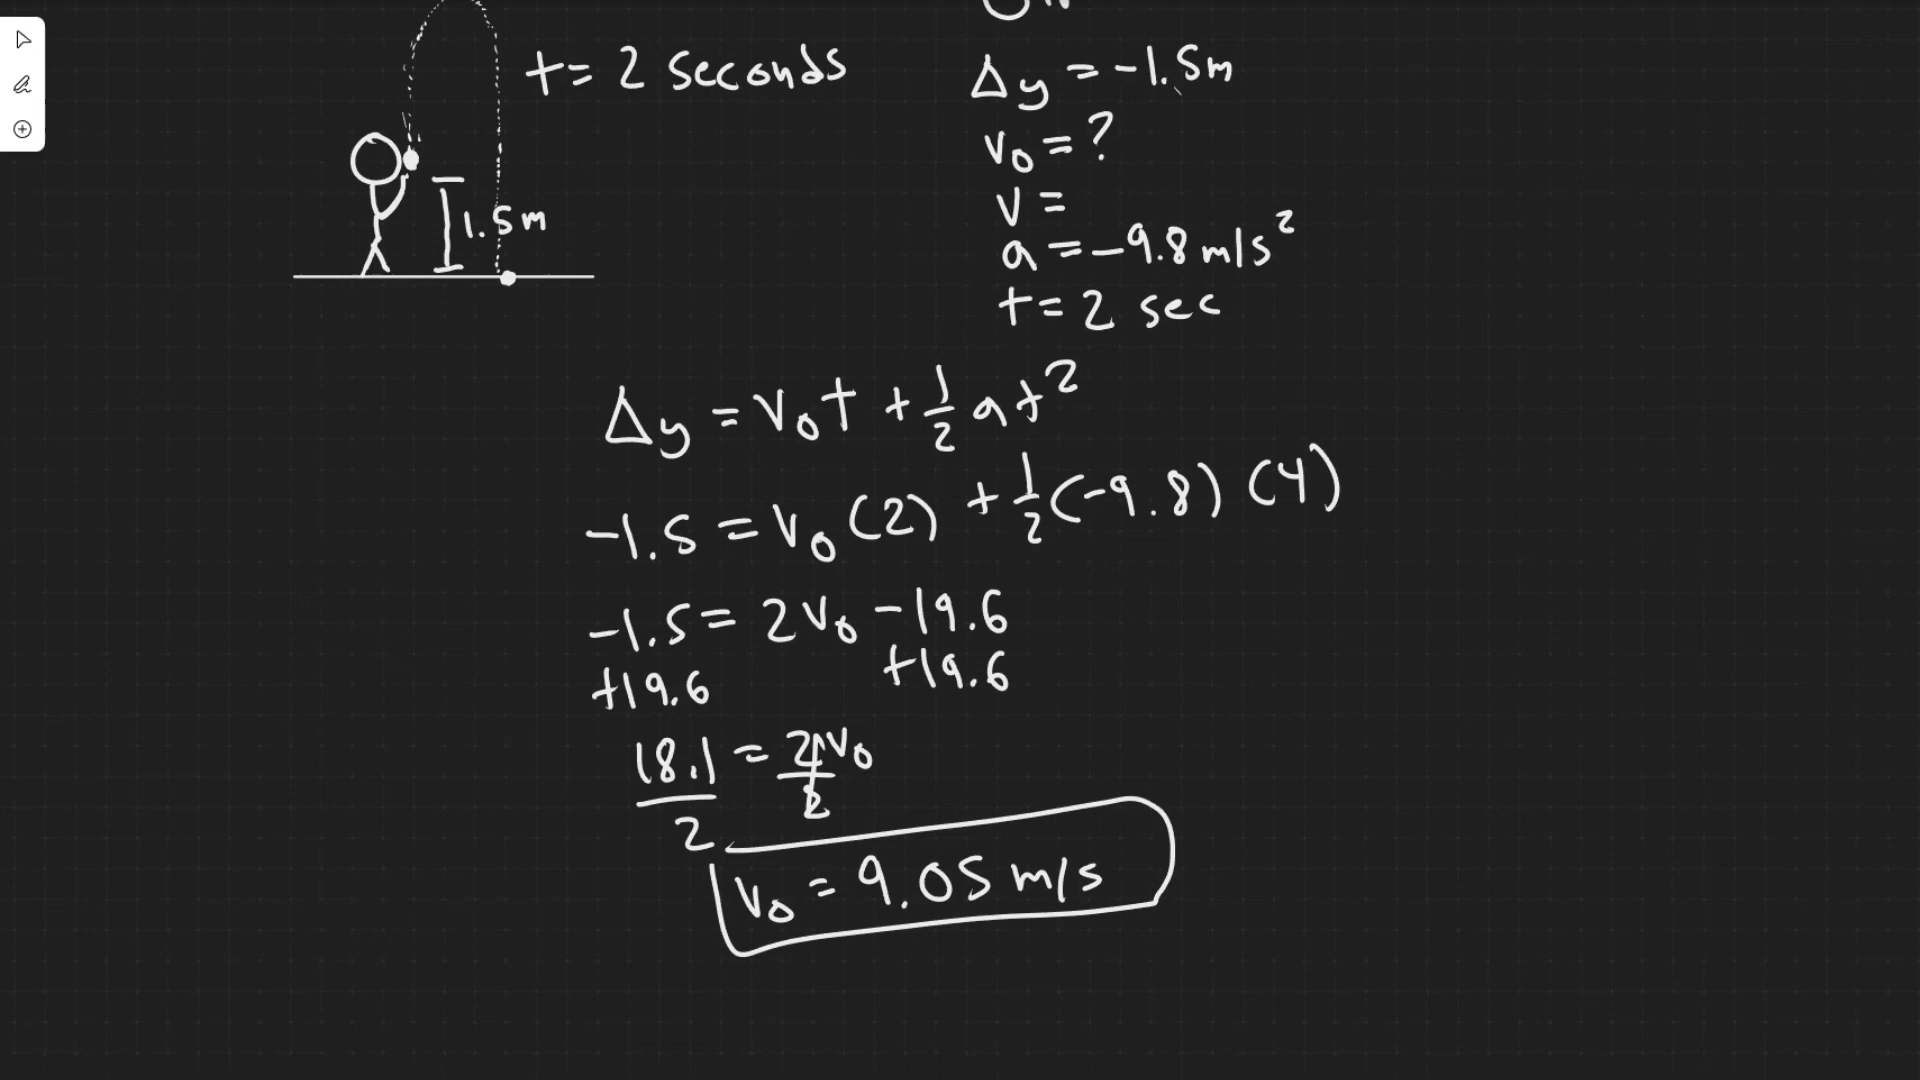 t = 2 seconds
1.5m
Δy = -1.5m
v₀ = ?
v =
a = -9.8 m/s²
t = 2 sec
Δy = v₀t + 1/2 at²
-1.5 = v₀(2) + 1/2(-9.8)(4)
-1.5 = 2v₀ - 19.6
+19.6 +19.6
18.1/2 = 2v₀/2
v₀ = 9.05 m/s